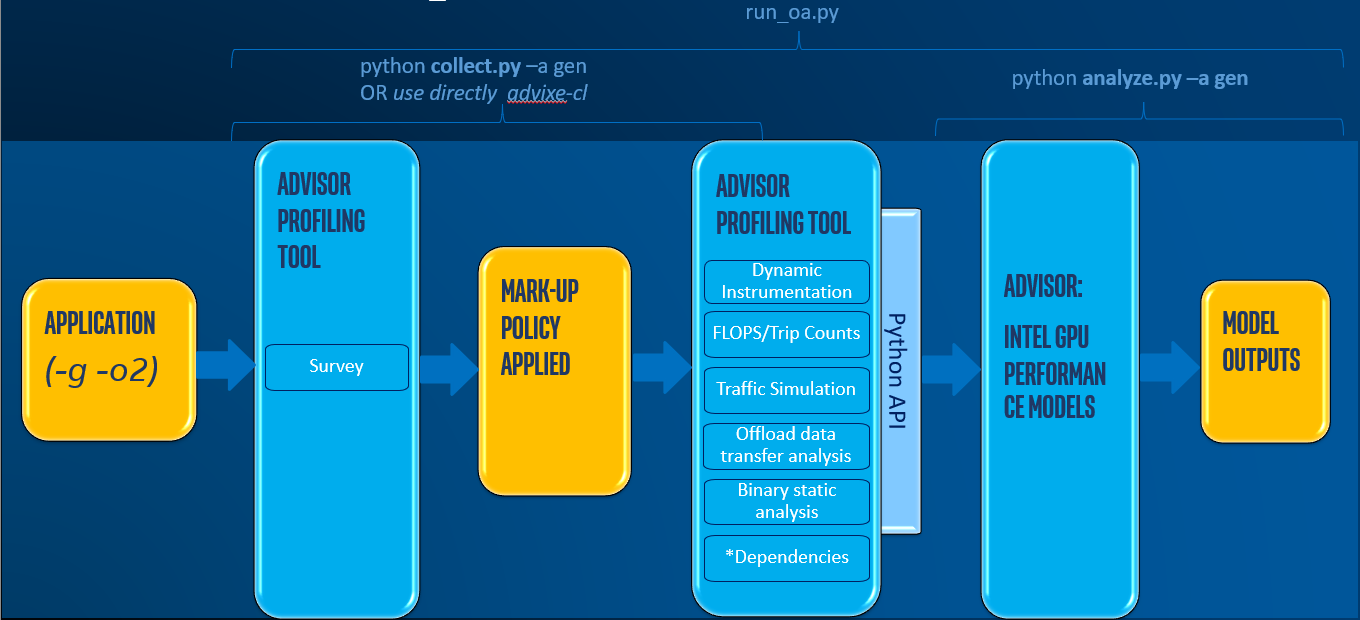 run_oa.py
python collect.py –a gen
OR use directly advixe-cl
python analyze.py –a gen
APPLICATION
(-g -o2)
ADVISOR
PROFILING
TOOL
Survey
MARK-UP
POLICY
APPLIED
ADVISOR
PROFILING TOOL
Dynamic
Instrumentation
FLOPS/Trip Counts
Traffic Simulation
Offload data
transfer analysis
Binary static
analysis
*Dependencies
Python API
ADVISOR:
INTEL GPU
PERFORMAN
CE MODELS
MODEL
OUTPUTS